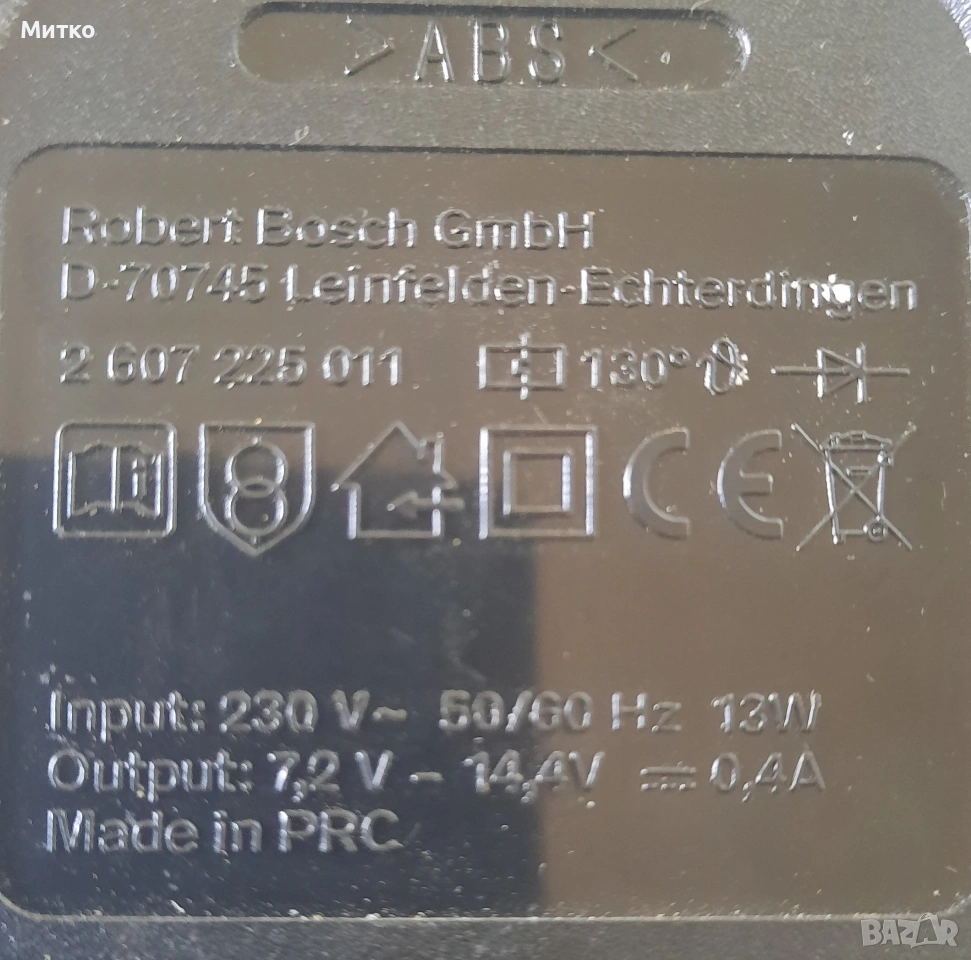 Митко
>ABS<
Robert Bosch GmbH
D-70745 Leinfelden-Echterdingen
2 607 225 011 130°
CE
Input: 230 V~ 50/60 Hz 13W
Output: 7,2 V – 14,4V ⎓ 0,4A
Made in PRC
BAZAR